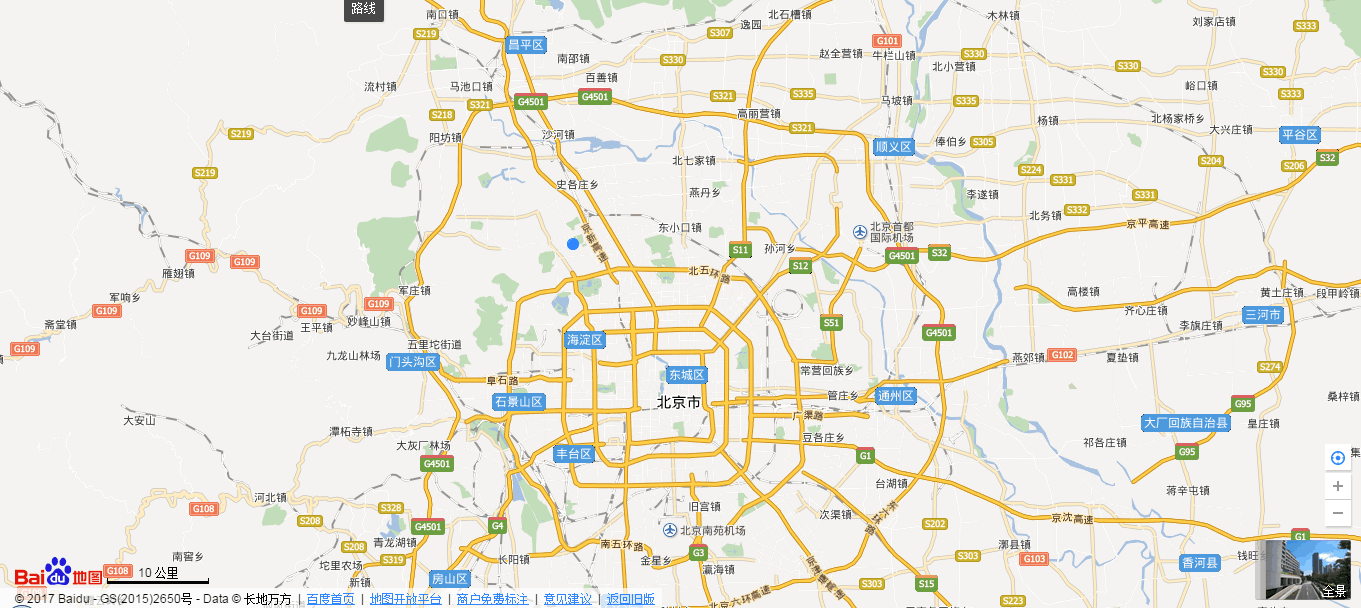 路线
南口镇
北石槽镇
木林镇
刘家店镇
逸园
S219
昌平区
S307
G101
赵全营镇
牛栏山镇
S333
南邵镇
S330
S330
北小营镇
S330
S330
流村镇
马池口镇
百善镇
峪口镇
S321
G4501
G4501
S321
S335
马坡镇
S335
S333
S218
高丽营镇
S321
杨镇
北杨家桥乡
大兴庄镇
平谷区
S219
阳坊镇
沙河镇
顺义区
俸伯乡
S305
S219
北七家镇
S204
S206
S32
S224
S331
史各庄乡
燕丹乡
李遂镇
S331
S332
北务镇
京平高速
东小口镇
北京首都
国际机场
京新高速
S11
孙河乡
G4501
S32
G109
G109
雁翅镇
S12
北五环路
军庄镇
军响乡
G109
G109
G109
高楼镇
黄土庄镇
段甲岭镇
斋堂镇
王平镇
妙峰山镇
S51
G4501
齐心庄镇
李旗庄镇
三河市
大台街道
五里坨街道
海淀区
G109
九龙山林场
门头沟区
燕郊镇
G102
夏垫镇
阜石路
东城区
常营回族乡
S274
石景山区
北京市
管庄乡
通州区
桑梓镇
G95
大安山
广渠路
大厂回族自治县
皇庄镇
潭柘寺镇
豆各庄乡
祁各庄镇
大灰厂林场
丰台区
G1
G95
G4501
台湖镇
蒋辛屯镇
河北镇
G108
S328
旧宫镇
次渠镇
京沈高速
S208
G4501
G4
北京南苑机场
S202
G1
青龙湖镇
S208
南五环路
漷县镇
南窖乡
S319
长阳镇
金星乡
G3
S303
G103
钱旺乡
坨里农场
瀛海镇
香河县
G108
10 公里
新镇
房山区
S303
S15
S223
北京六环高速
全景
Bai du 地图
© 2017 Baidu - GS(2015)2650号 - Data © 长地万方 | 百度首页 | 地图开放平台 | 商户免费标注 | 意见建议 | 返回旧版